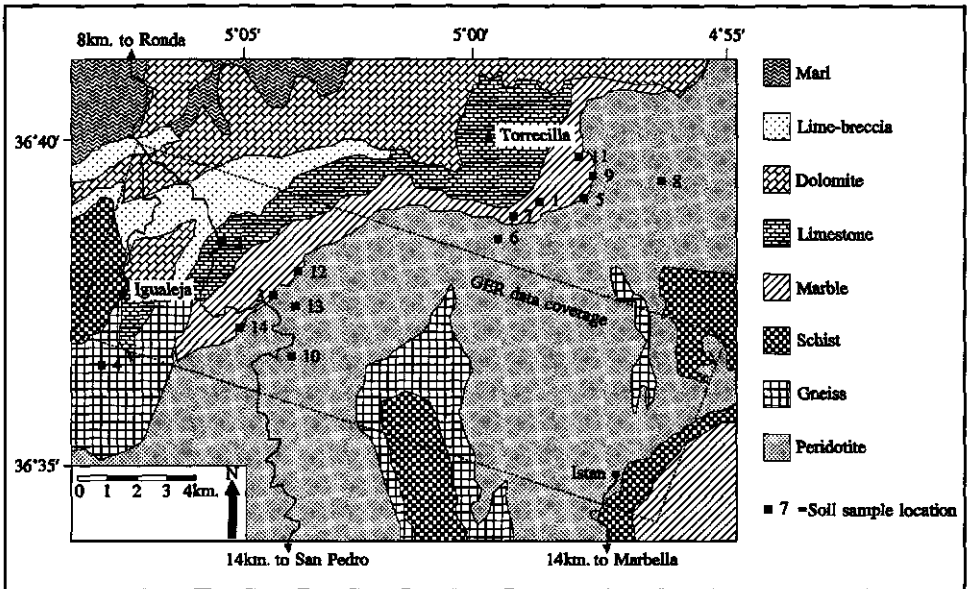 8km. to Ronda
5°05'
5°00'
4°55'
36°40'
36°35'
Torrecilla
11
9
8
1
5
7
6
3
12
Igualeja
2
13
GER data coverage
14
10
4
Istan
0 1 2 3 4km.
N
14km. to San Pedro
14km. to Marbella
Marl
Lime-breccia
Dolomite
Limestone
Marble
Schist
Gneiss
Peridotite
7 =Soil sample location